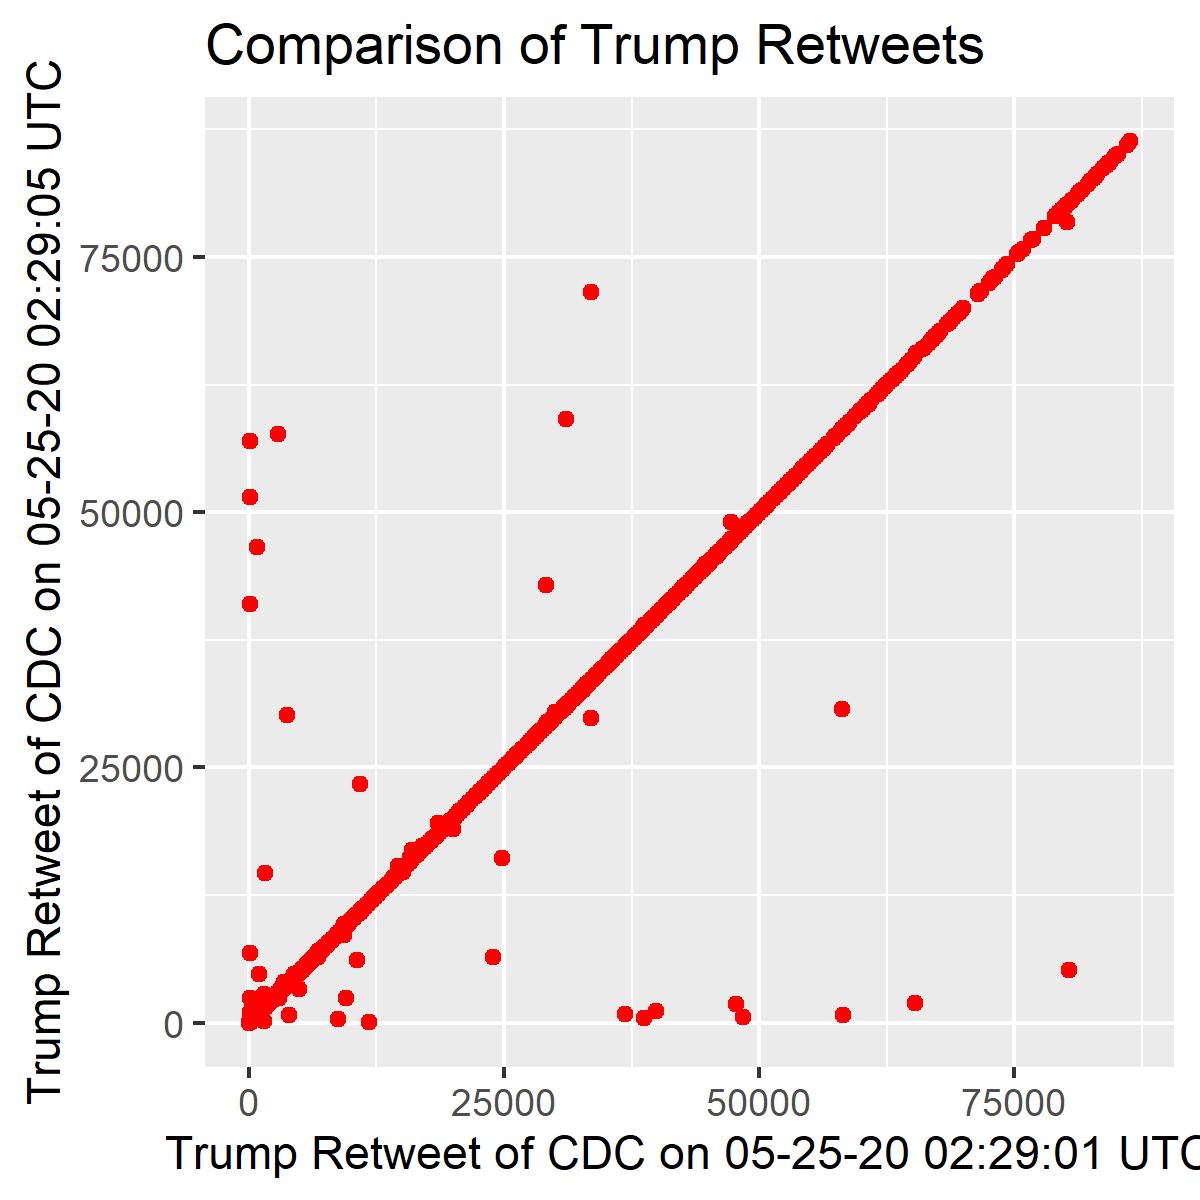 Comparison of Trump Retweets
Trump Retweet of CDC on 05-25-20 02:29:05 UTC
75000
50000
25000
0
0 25000 50000 75000
Trump Retweet of CDC on 05-25-20 02:29:01 UTC